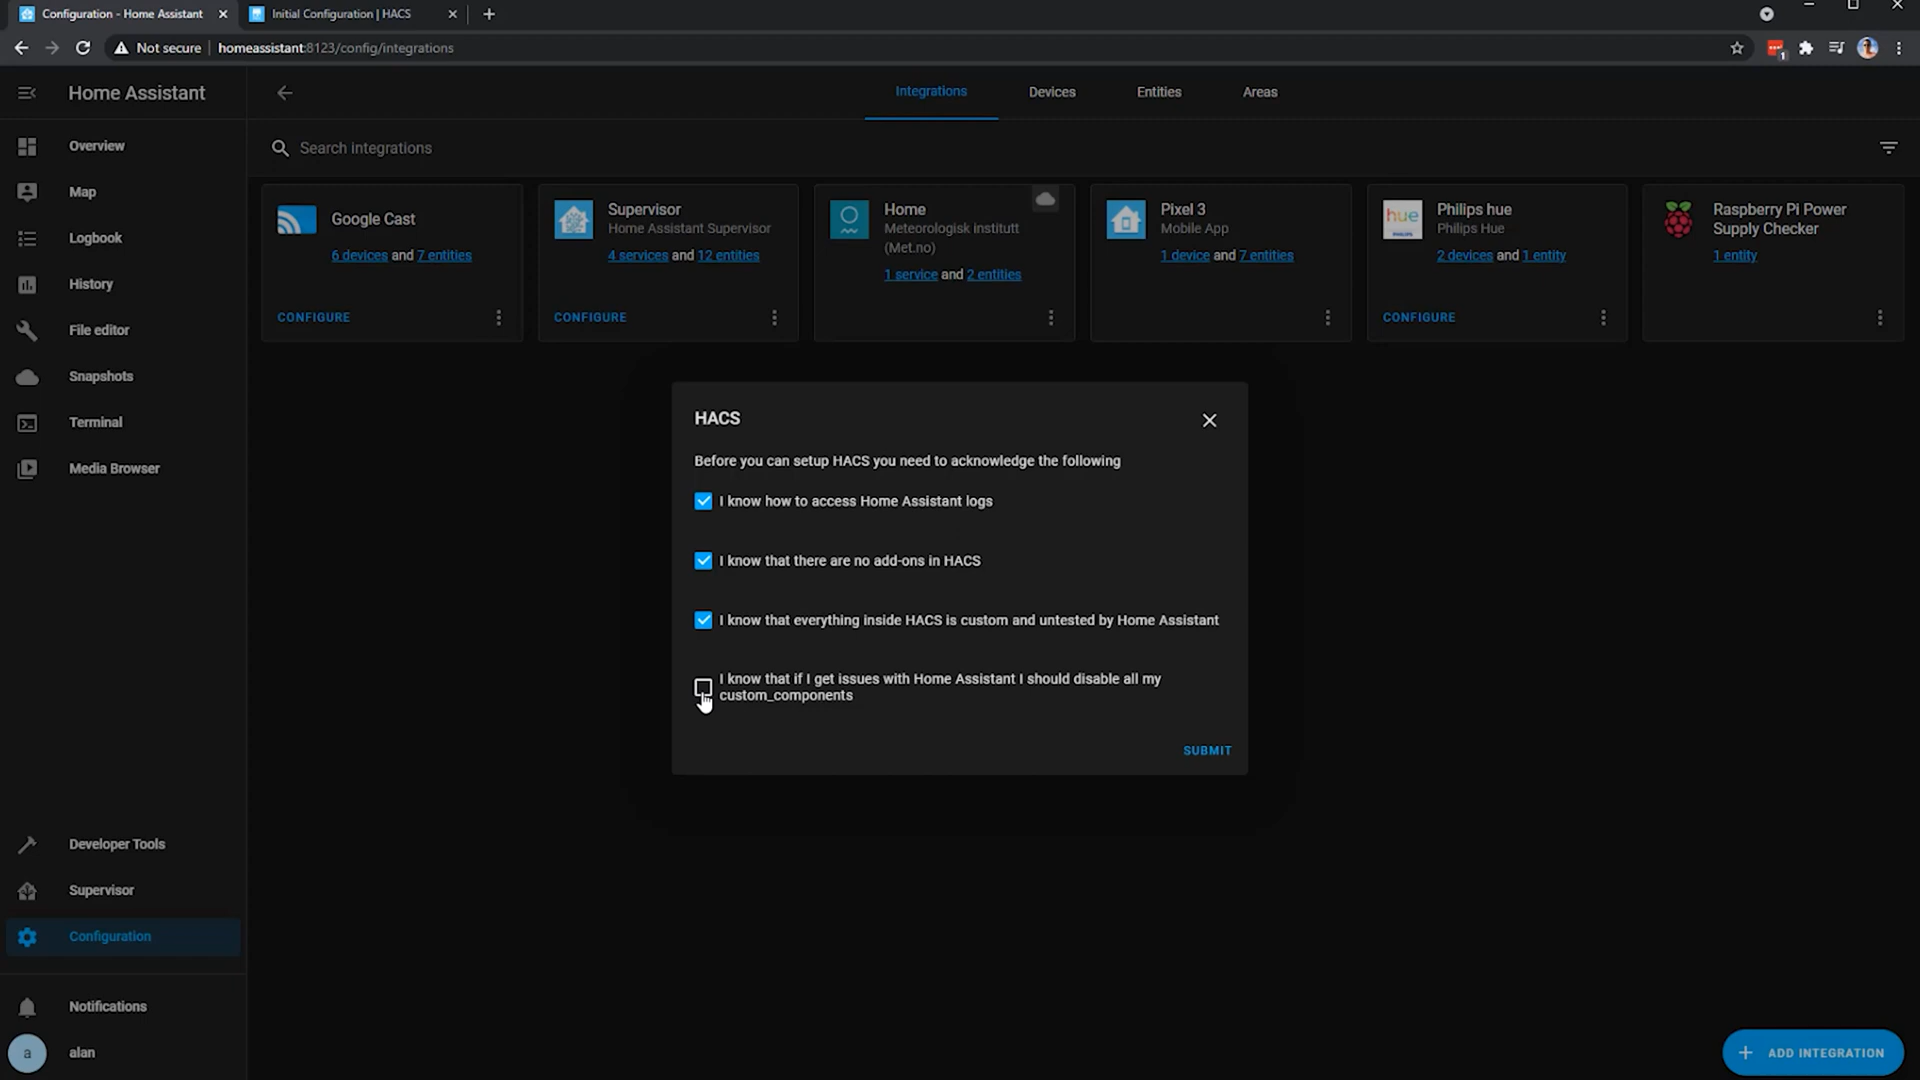 Configuration - Home Assistant
Initial Configuration | HACS
Not secure
homeassistant:8123/config/integrations
1
Home Assistant
Integrations
Devices
Entities
Areas
Overview
Map
Logbook
History
File editor
Snapshots
Terminal
Media Browser
Search integrations
Google Cast
6 devices and 7 entities
CONFIGURE
Supervisor
Home Assistant Supervisor
4 services and 12 entities
CONFIGURE
Home
Meteorologisk institutt
(Met.no)
1 service and 2 entities
Pixel 3
Mobile App
1 device and 7 entities
hue
PHILIPS
Philips hue
Philips Hue
2 devices and 1 entity
CONFIGURE
Raspberry Pi Power
Supply Checker
1 entity
HACS
Before you can setup HACS you need to acknowledge the following
I know how to access Home Assistant logs
I know that there are no add-ons in HACS
I know that everything inside HACS is custom and untested by Home Assistant
I know that if I get issues with Home Assistant I should disable all my
custom_components
SUBMIT
Developer Tools
Supervisor
Configuration
Notifications
a
alan
ADD INTEGRATION